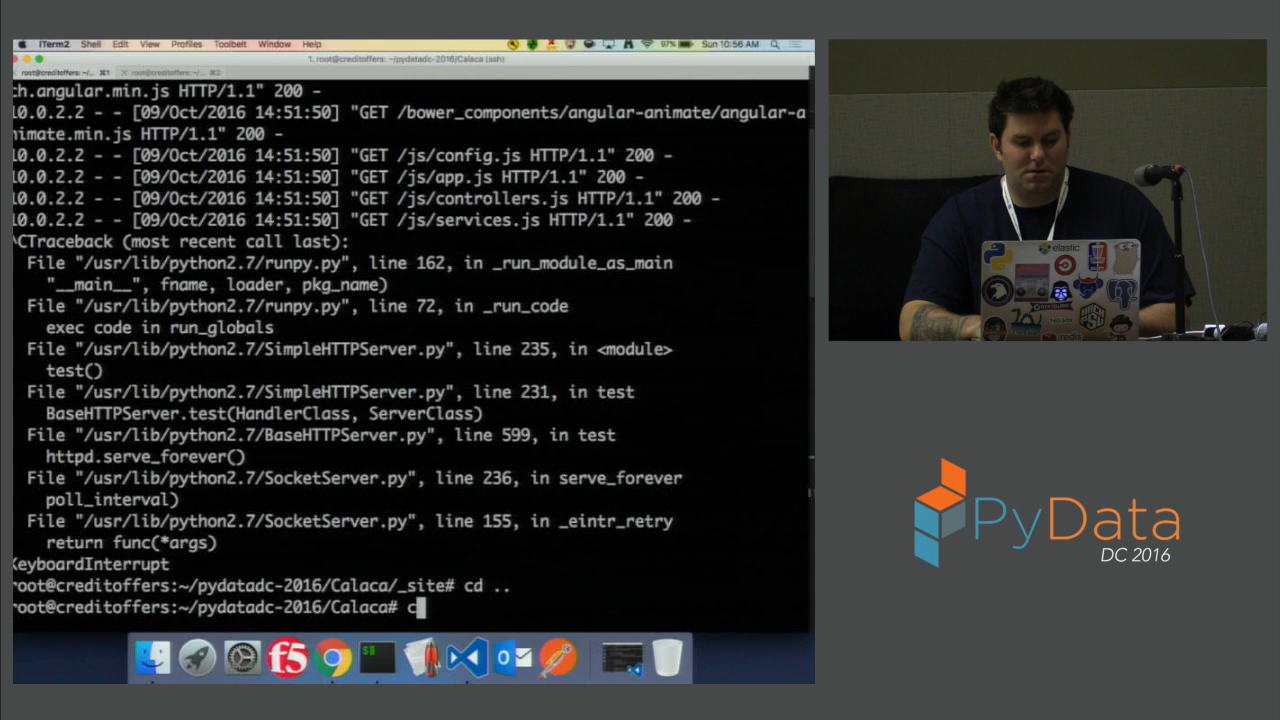 iTerm2 Shell Edit View Profiles Toolbelt Window Help
97% Sun 10:56 AM
1. root@creditoffers: ~/pydatadc-2016/Calaca (ssh)
root@creditoffers: ~/... ⌘1
root@creditoffers: ~/... ⌘2
ch.angular.min.js HTTP/1.1" 200 -
10.0.2.2 - - [09/Oct/2016 14:51:50] "GET /bower_components/angular-animate/angular-a
nimate.min.js HTTP/1.1" 200 -
10.0.2.2 - - [09/Oct/2016 14:51:50] "GET /js/config.js HTTP/1.1" 200 -
10.0.2.2 - - [09/Oct/2016 14:51:50] "GET /js/app.js HTTP/1.1" 200 -
10.0.2.2 - - [09/Oct/2016 14:51:50] "GET /js/controllers.js HTTP/1.1" 200 -
10.0.2.2 - - [09/Oct/2016 14:51:50] "GET /js/services.js HTTP/1.1" 200 -
^CTraceback (most recent call last):
File "/usr/lib/python2.7/runpy.py", line 162, in _run_module_as_main
"__main__", fname, loader, pkg_name)
File "/usr/lib/python2.7/runpy.py", line 72, in _run_code
exec code in run_globals
File "/usr/lib/python2.7/SimpleHTTPServer.py", line 235, in <module>
test()
File "/usr/lib/python2.7/SimpleHTTPServer.py", line 231, in test
BaseHTTPServer.test(HandlerClass, ServerClass)
File "/usr/lib/python2.7/BaseHTTPServer.py", line 599, in test
httpd.serve_forever()
File "/usr/lib/python2.7/SocketServer.py", line 236, in serve_forever
poll_interval)
File "/usr/lib/python2.7/SocketServer.py", line 155, in _eintr_retry
return func(*args)
KeyboardInterrupt
root@creditoffers:~/pydatadc-2016/Calaca/_site# cd ..
root@creditoffers:~/pydatadc-2016/Calaca# c
f5
$
elastic
redis
PyData
DC 2016